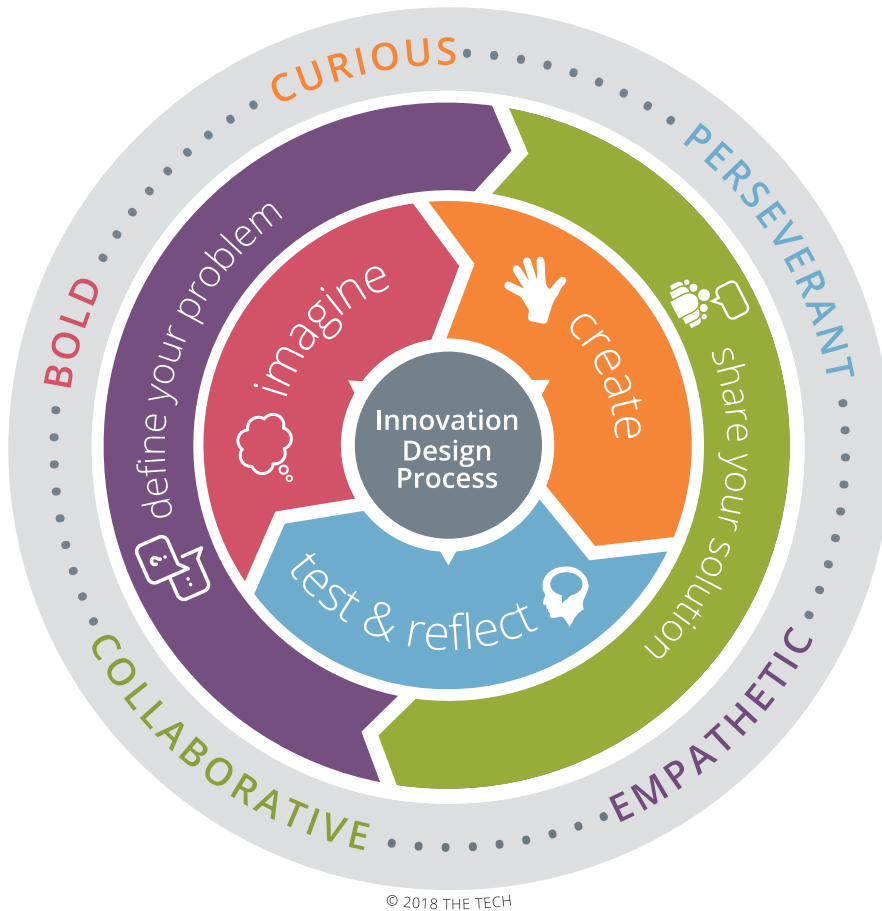 CURIOUS
PERSEVERANT
EMPATHETIC
COLLABORATIVE
BOLD
define your problem
?
...
share your solution
imagine
create
test & reflect
Innovation
Design
Process
© 2018 THE TECH